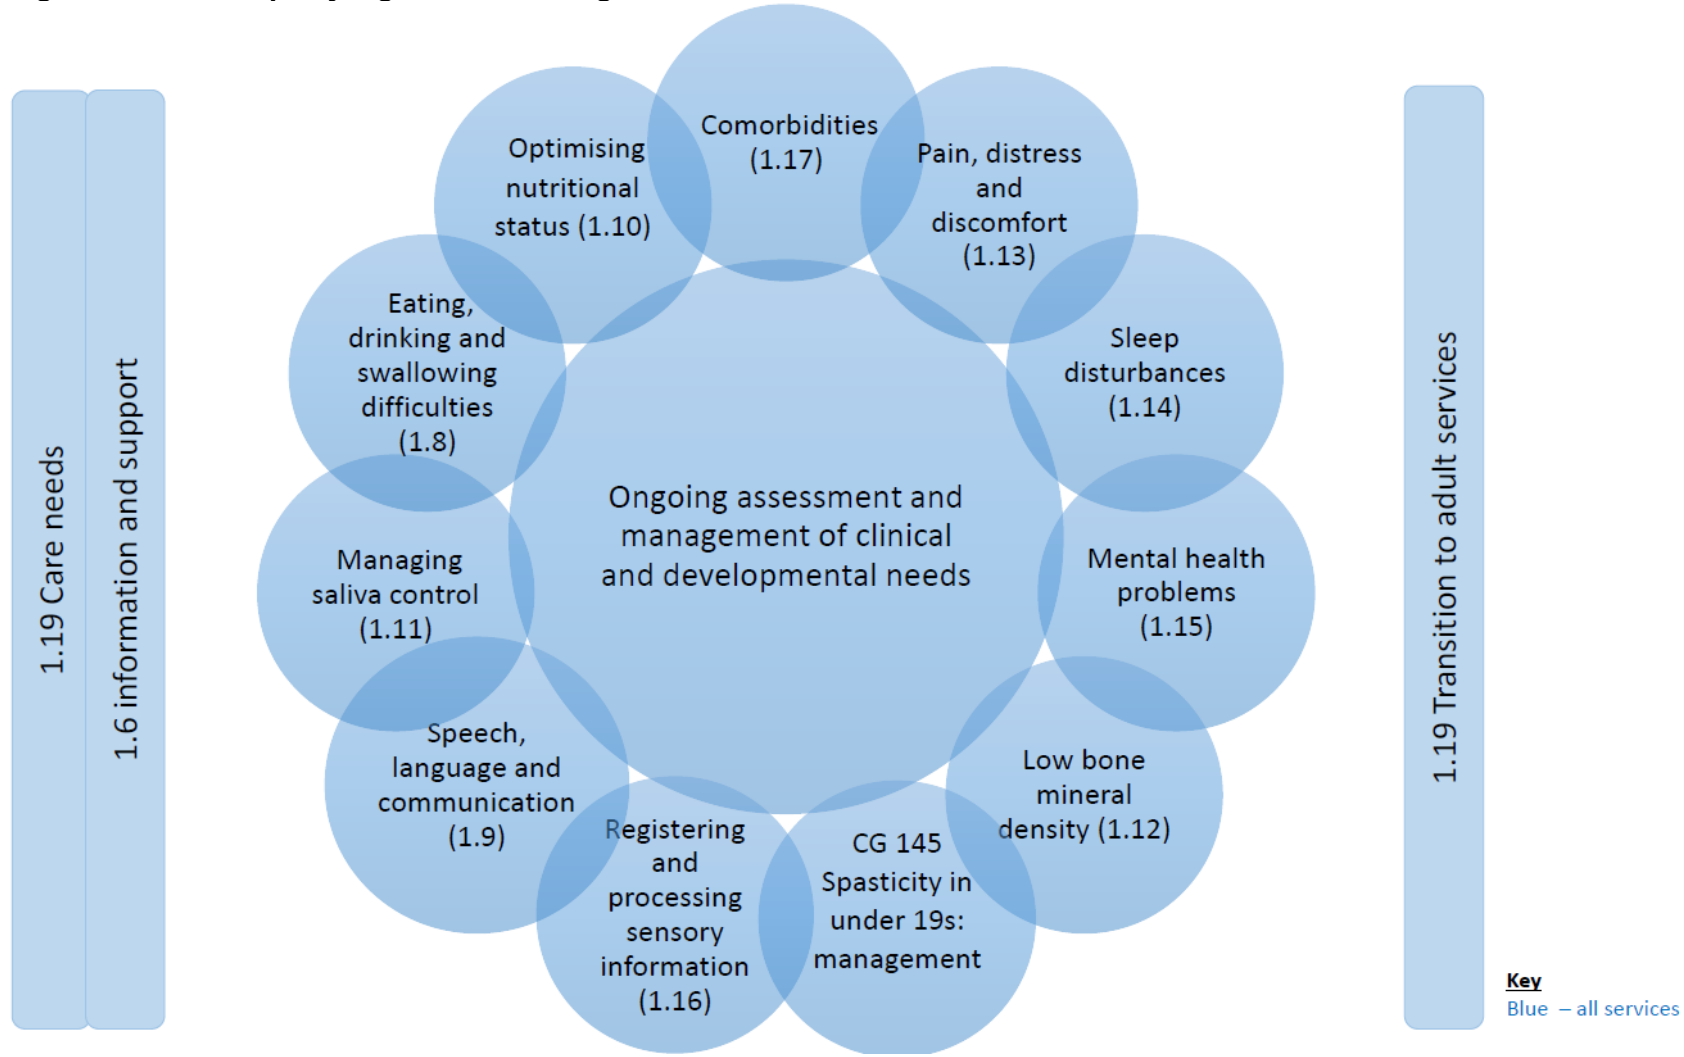 1.19 Care needs
1.6 information and support
Comorbidities
(1.17)
Pain, distress
and
discomfort
(1.13)
Sleep
disturbances
(1.14)
Mental health
problems
(1.15)
Low bone
mineral
density (1.12)
CG 145
Spasticity in
under 19s:
management
Registering
and
processing
sensory
information
(1.16)
Speech,
language and
communication
(1.9)
Managing
saliva control
(1.11)
Eating,
drinking and
swallowing
difficulties
(1.8)
Optimising
nutritional
status (1.10)
Ongoing assessment and
management of clinical
and developmental needs
1.19 Transition to adult services
Key
Blue – all services